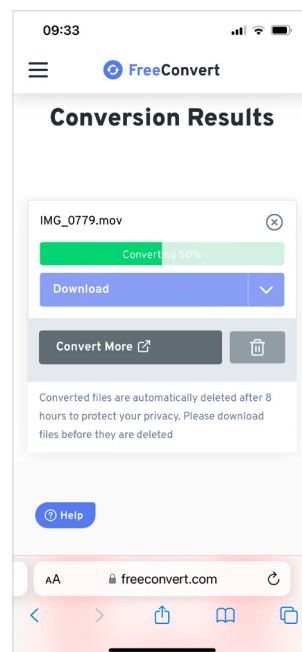 09:33
FreeConvert
Conversion Results
IMG_0779.mov
Converting 50%
Download
Convert More
Converted files are automatically deleted after 8
hours to protect your privacy. Please download
files before they are deleted
Help
AA freeconvert.com